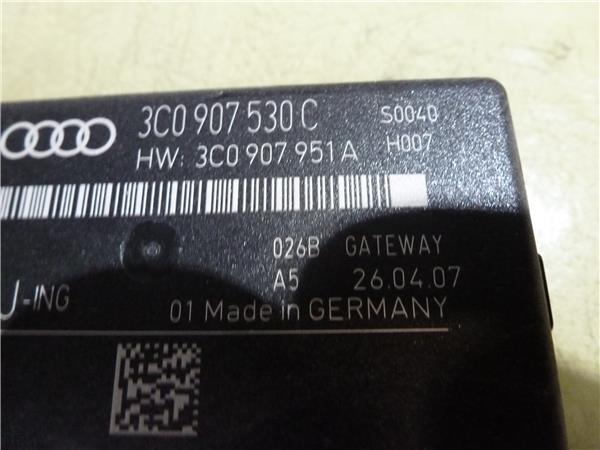 3C0 907 530 C S0040
HW: 3C0 907 951 A H007
026B GATEWAY
A5 26.04.07
-ING
01 Made in GERMANY